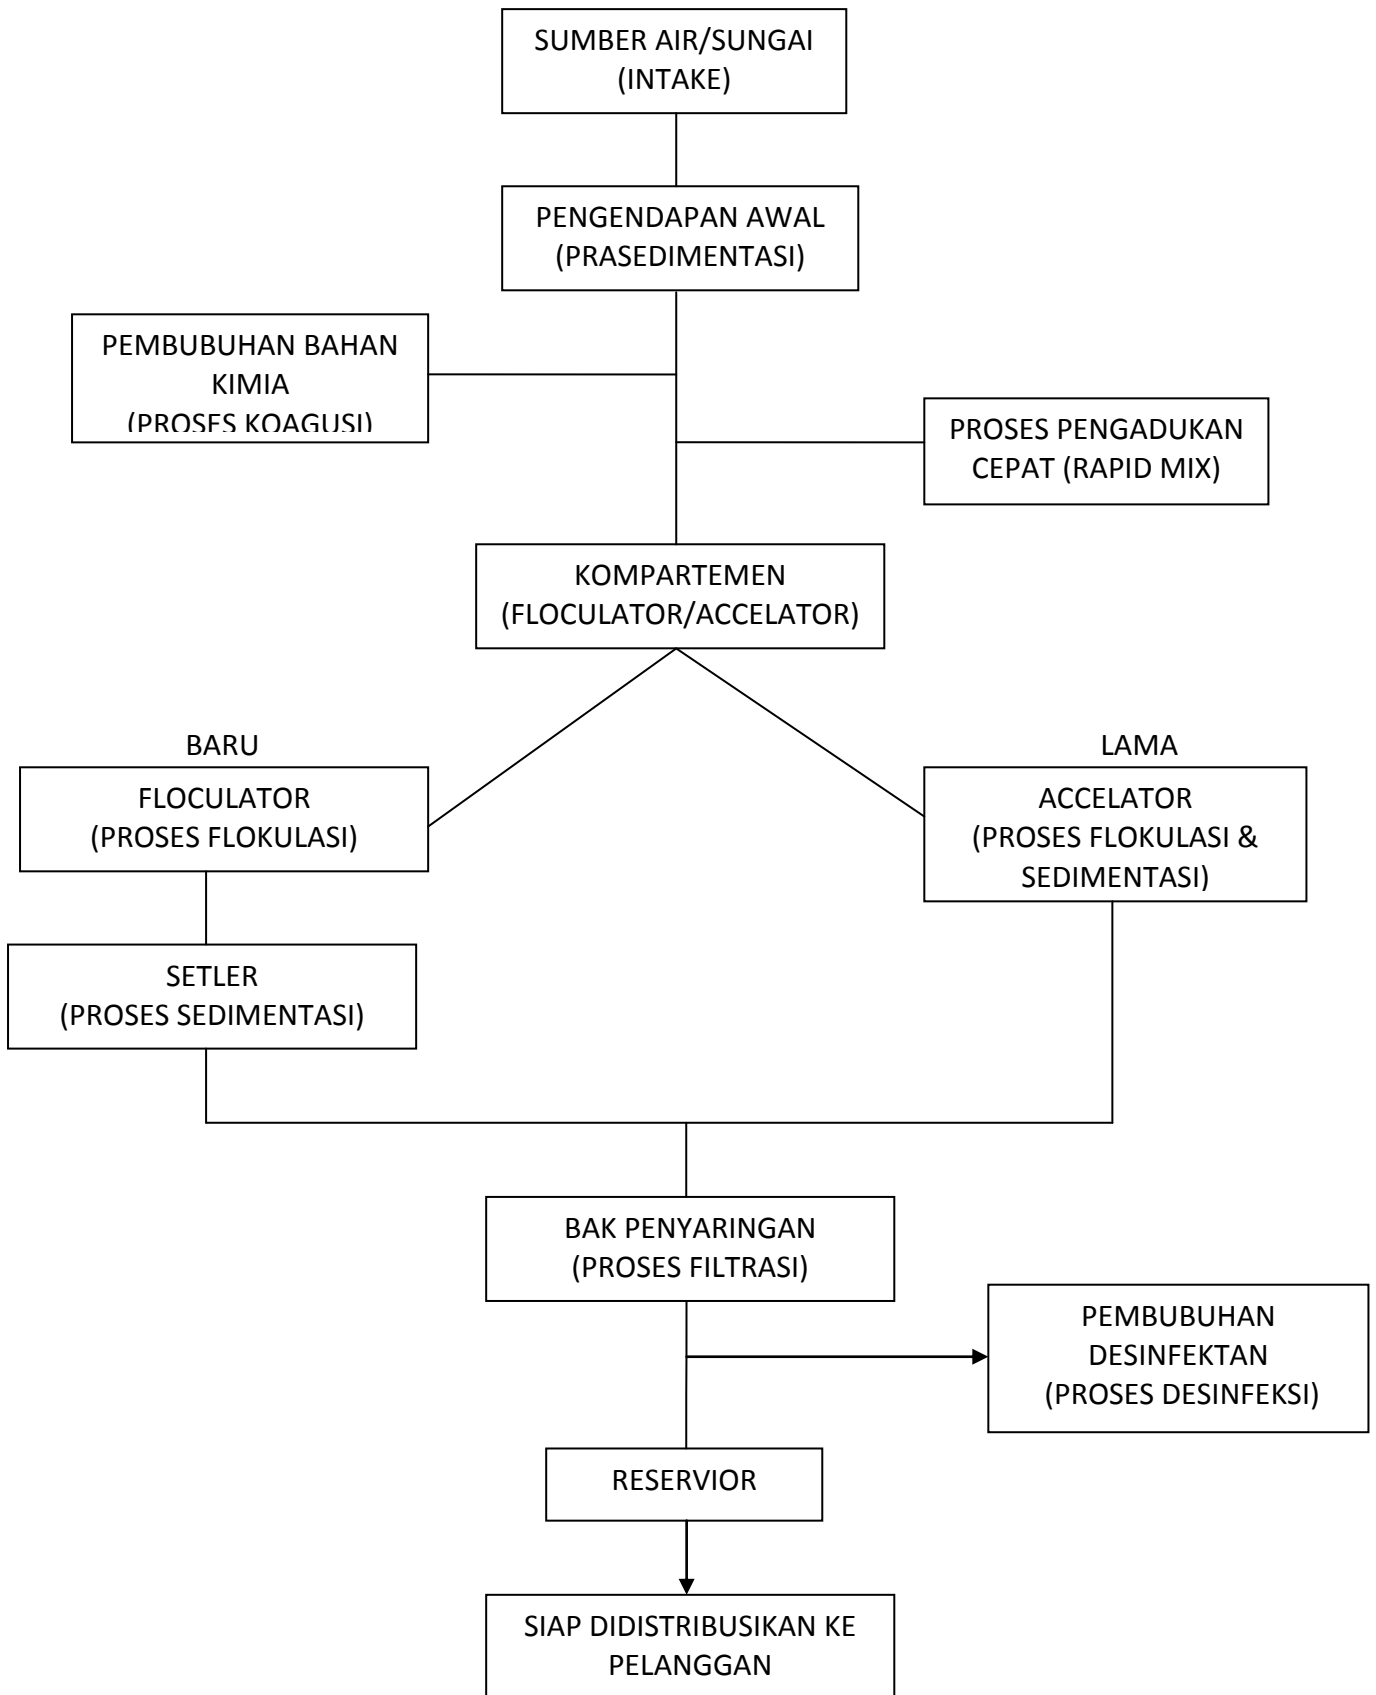 SUMBER AIR/SUNGAI
(INTAKE)
PENGENDAPAN AWAL
(PRASEDIMENTASI)
PEMBUBUHAN BAHAN
KIMIA
(PROSES KOAGUSI)
PROSES PENGADUKAN
CEPAT (RAPID MIX)
KOMPARTEMEN
(FLOCULATOR/ACCELATOR)
BARU
LAMA
FLOCULATOR
(PROSES FLOKULASI)
ACCELATOR
(PROSES FLOKULASI &
SEDIMENTASI)
SETLER
(PROSES SEDIMENTASI)
BAK PENYARINGAN
(PROSES FILTRASI)
PEMBUBUHAN
DESINFEKTAN
(PROSES DESINFEKSI)
RESERVIOR
SIAP DIDISTRIBUSIKAN KE
PELANGGAN